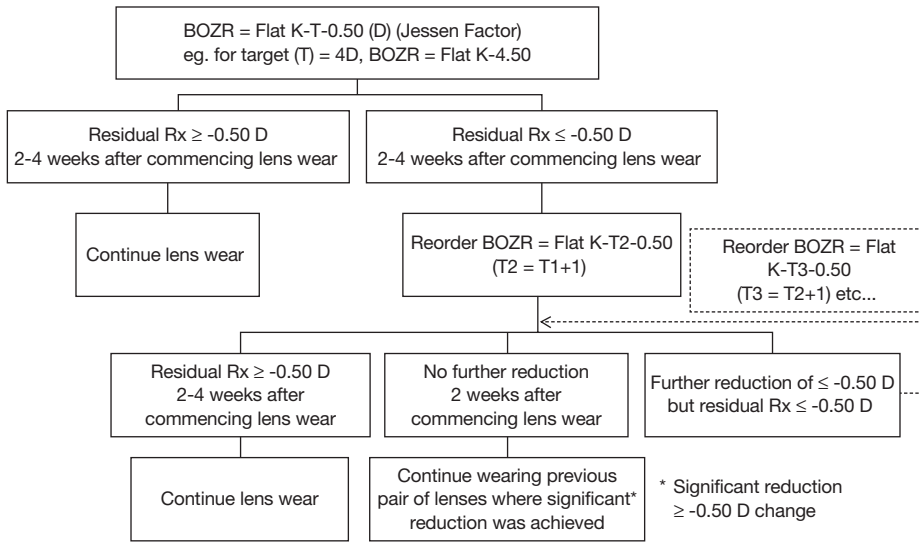 BOZR = Flat K-T-0.50 (D) (Jessen Factor)
eg. for target (T) = 4D, BOZR = Flat K-4.50
Residual Rx ≥ -0.50 D
2-4 weeks after commencing lens wear
Residual Rx ≤ -0.50 D
2-4 weeks after commencing lens wear
Continue lens wear
Reorder BOZR = Flat K-T2-0.50
(T2 = T1+1)
Reorder BOZR = Flat
K-T3-0.50
(T3 = T2+1) etc...
Residual Rx ≥ -0.50 D
2-4 weeks after
commencing lens wear
No further reduction
2 weeks after
commencing lens wear
Further reduction of ≤ -0.50 D
but residual Rx ≤ -0.50 D
Continue lens wear
Continue wearing previous
pair of lenses where significant*
reduction was achieved
* Significant reduction
≥ -0.50 D change